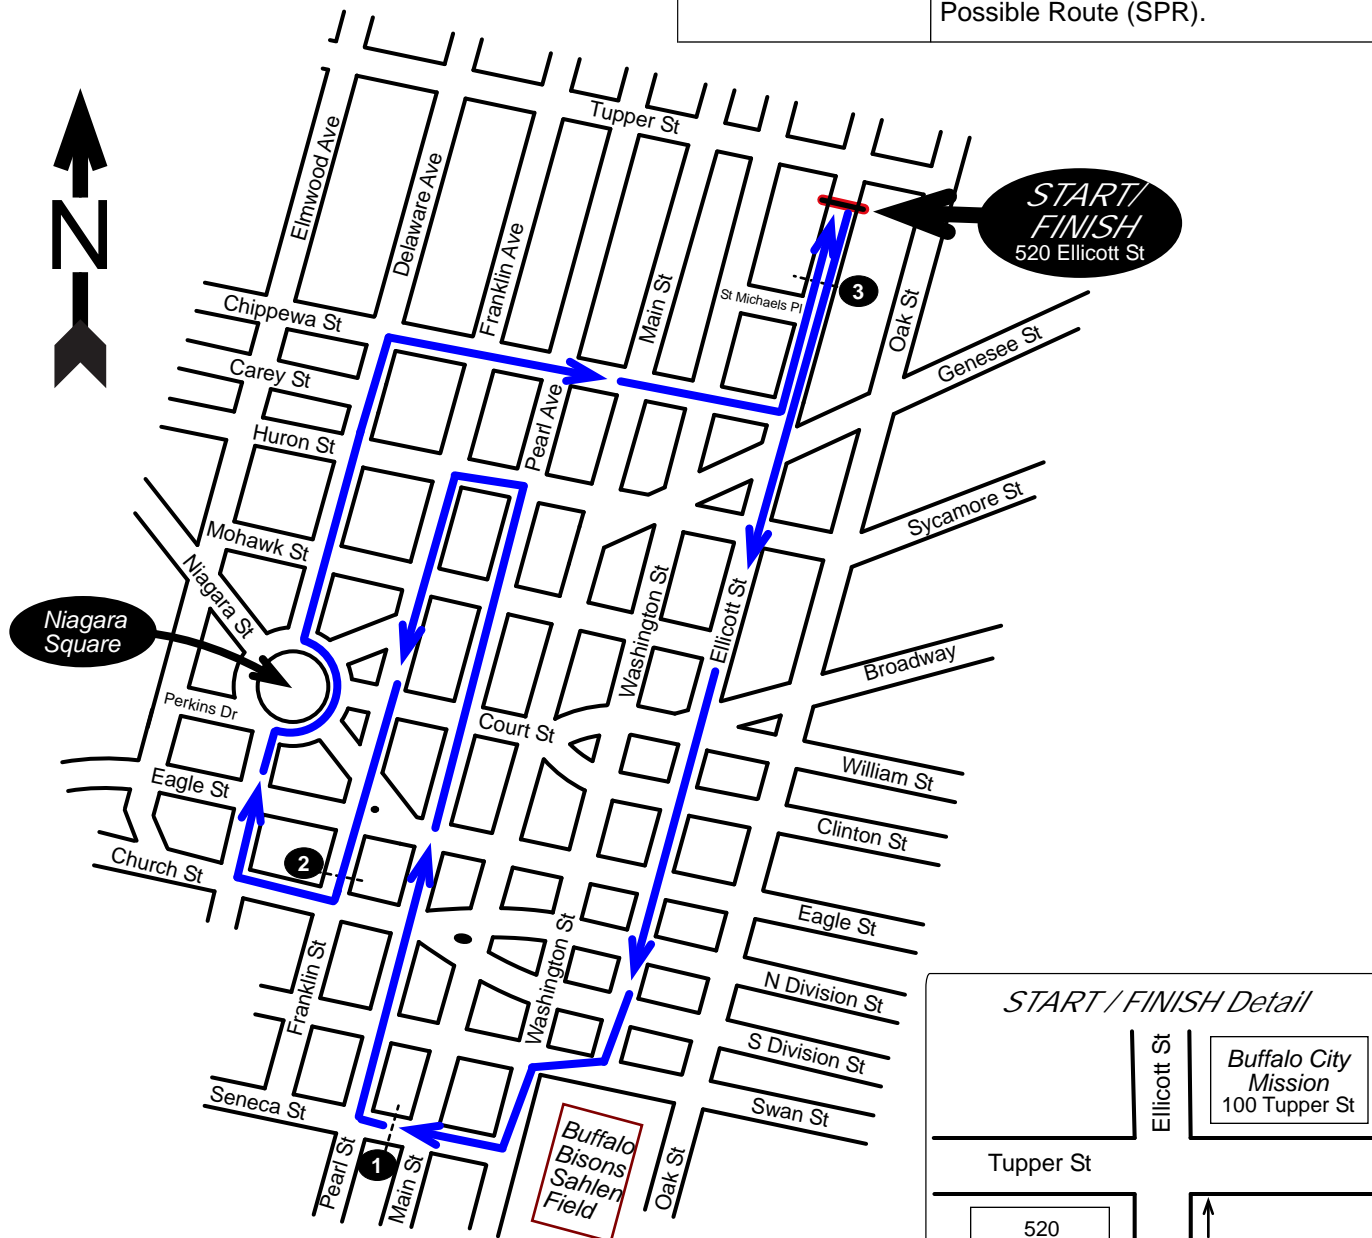 Possible Route (SPR).
Tupper St
Elmwood Ave
Delaware Ave
Franklin Ave
Main St
START/
FINISH
520 Ellicott St
N
St Michaels Pl
3
Oak St
Chippewa St
Genesee St
Carey St
Pearl Ave
Huron St
Sycamore St
Mohawk St
Niagara St
Washington St
Ellicott St
Niagara
Square
Broadway
Perkins Dr
Court St
William St
Eagle St
Clinton St
2
Church St
Eagle St
Franklin St
Washington St
N Division St
START / FINISH Detail
S Division St
Ellicott St
Buffalo City
Mission
100 Tupper St
Seneca St
Swan St
Buffalo
Bisons
Sahlen
Field
1
Pearl St
Main St
Oak St
Tupper St
520